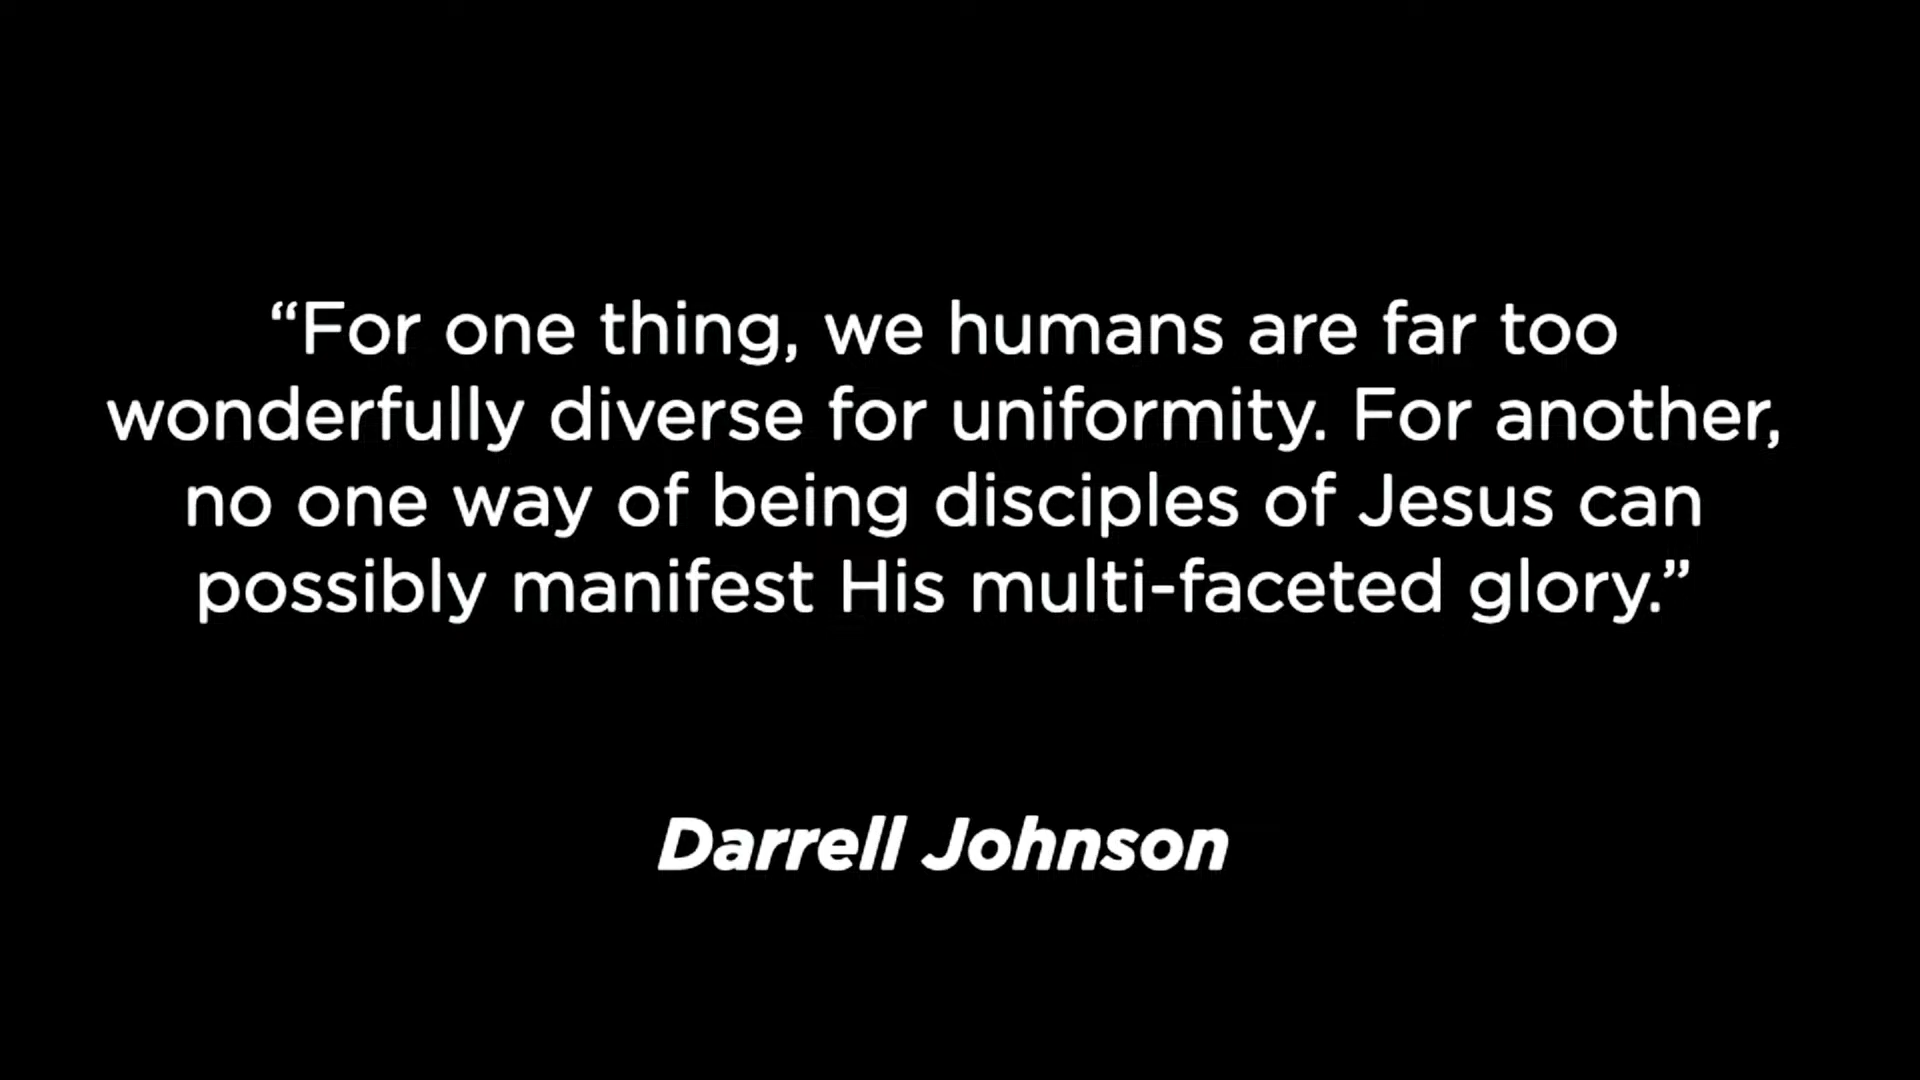 “For one thing, we humans are far too
wonderfully diverse for uniformity. For another,
no one way of being disciples of Jesus can
possibly manifest His multi-faceted glory.”
Darrell Johnson